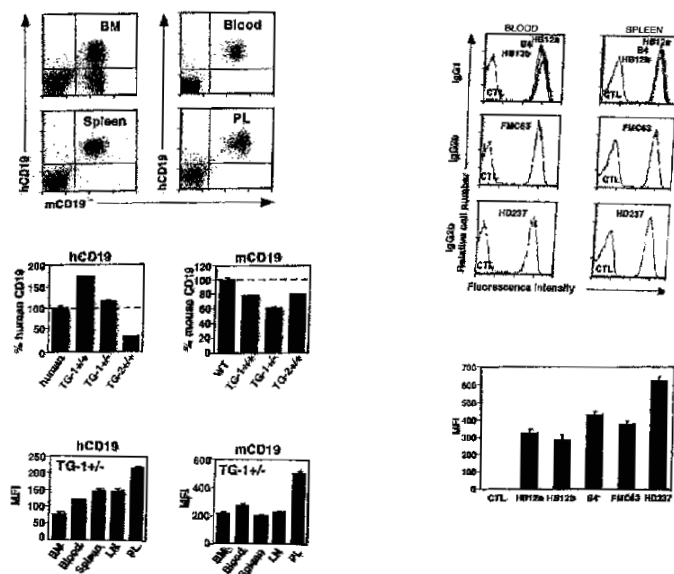 BM
Blood
Spleen
PL
hCD19
hCD19
mCD19
BLOOD
SPLEEN
HB12a
B4
HB12b
CTL
HB12a
B4
HB12b
CTL
IgG1
FMC63
CTL
FMC63
CTL
IgG2a
HD237
CTL
HD237
CTL
IgG2b
Relative cell Number
Fluorescence Intensity
hCD19
% human CD19
200
150
100
50
0
human
TG-1+/+
TG-1+/-
TG-2+/+
mCD19
% mouse CD19
120
100
80
60
40
20
0
WT
TG-1+/+
TG-1+/-
TG-2+/+
hCD19
TG-1+/-
MFI
250
200
150
100
50
0
BM
Blood
Spleen
LN
PL
mCD19
TG-1+/-
MFI
600
400
200
0
BM
Blood
Spleen
LN
PL
MFI
700
600
500
400
300
200
100
0
CTL
HB12a
HB12b
B4
FMC63
HD237